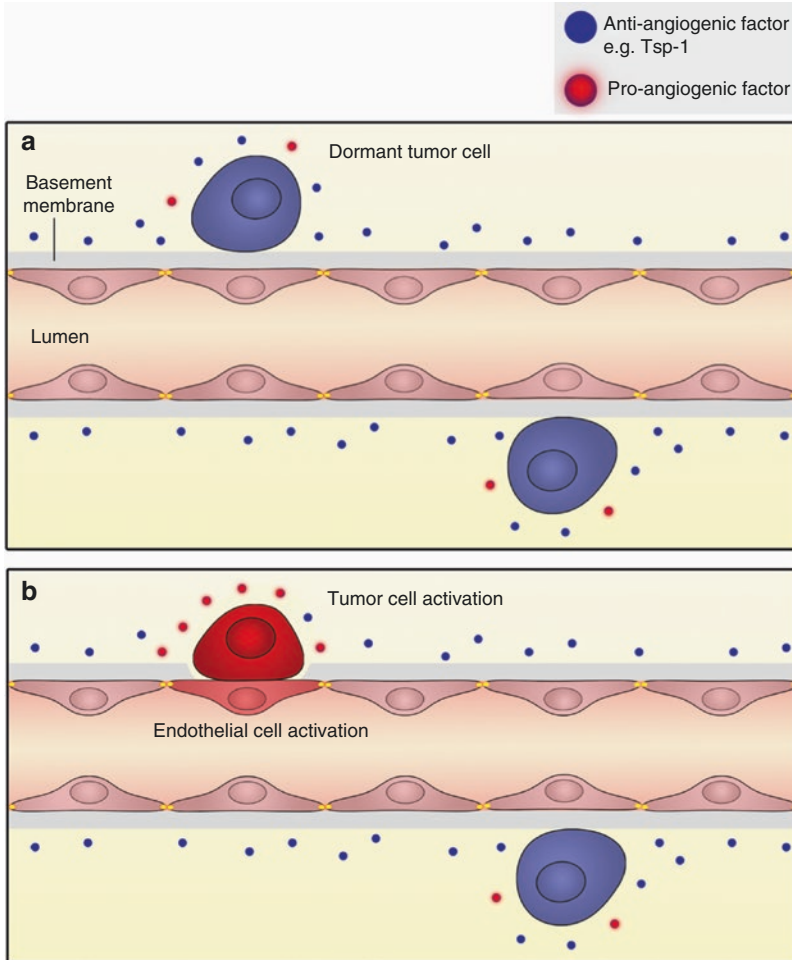 Anti-angiogenic factor
e.g. Tsp-1
Pro-angiogenic factor
a
Dormant tumor cell
Basement
membrane
Lumen
b
Tumor cell activation
Endothelial cell activation